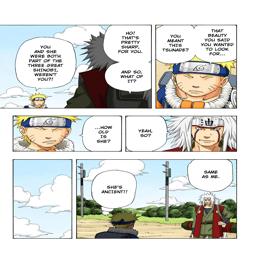 THAT
BEAUTY
YOU SAID
YOU WANTED
TO LOOK
FOR...
YOU
MEANT
THIS
TSUNADE?
HO!
THAT'S
PRETTY
SHARP,
FOR YOU.
AND SO,
WHAT OF
IT?
YOU
AND SHE
WERE BOTH
PART OF
THE THREE
GREAT
SHINOBI,
WEREN'T
YOU?!
YEAH,
SO?
...HOW
OLD IS
SHE?
SAME
AS ME.
SHE'S
ANCIENT!!
油